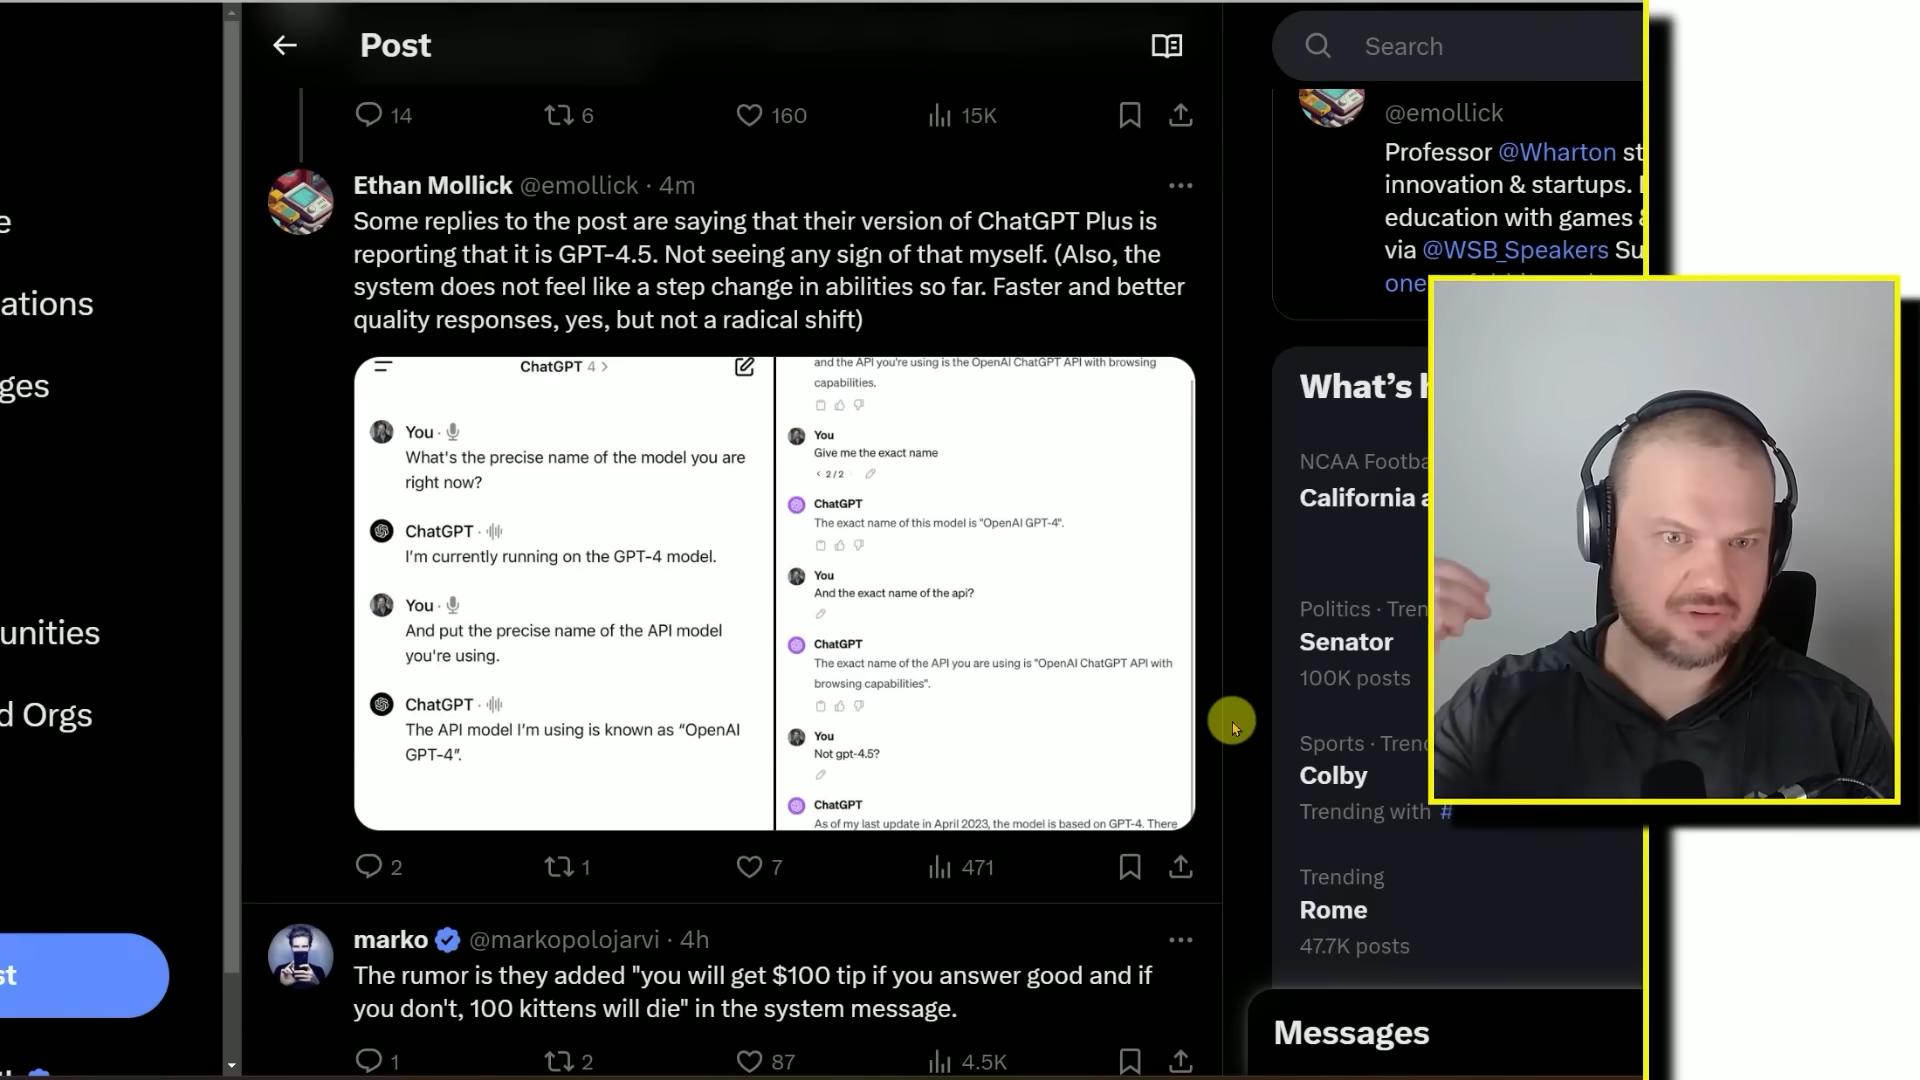 Post
Search
14
6
160
15K
@emollick
Professor @Wharton st
innovation & startups.
education with games &
via @WSB_Speakers Su
one
e
ations
ges
unities
d Orgs
st
Ethan Mollick @emollick · 4m
Some replies to the post are saying that their version of ChatGPT Plus is
reporting that it is GPT-4.5. Not seeing any sign of that myself. (Also, the
system does not feel like a step change in abilities so far. Faster and better
quality responses, yes, but not a radical shift)
ChatGPT 4 >
You ·
What's the precise name of the model you are
right now?
ChatGPT ·
I'm currently running on the GPT-4 model.
You ·
And put the precise name of the API model
you're using.
ChatGPT ·
The API model I'm using is known as “OpenAI
GPT-4”.
and the API you're using is the OpenAI ChatGPT API with browsing
capabilities.
You
Give me the exact name
< 2/2
ChatGPT
The exact name of this model is "OpenAI GPT-4".
You
And the exact name of the api?
ChatGPT
The exact name of the API you are using is "OpenAI ChatGPT API with
browsing capabilities".
You
Not gpt-4.5?
ChatGPT
As of my last update in April 2023, the model is based on GPT-4. There
2
1
7
471
marko @markopolojarvi · 4h
The rumor is they added "you will get $100 tip if you answer good and if
you don't, 100 kittens will die" in the system message.
1
2
87
4.5K
What's h
NCAA Footba
California a
Politics · Tren
Senator
100K posts
Sports · Trend
Colby
Trending with #
Trending
Rome
47.7K posts
Messages